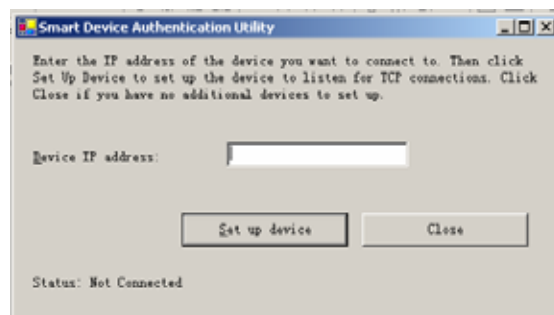 Smart Device Authentication Utility
Enter the IP address of the device you want to connect to. Then click
Set Up Device to set up the device to listen for TCP connections. Click
Close if you have no additional devices to set up.
Device IP address:
Set up device
Close
Status: Not Connected